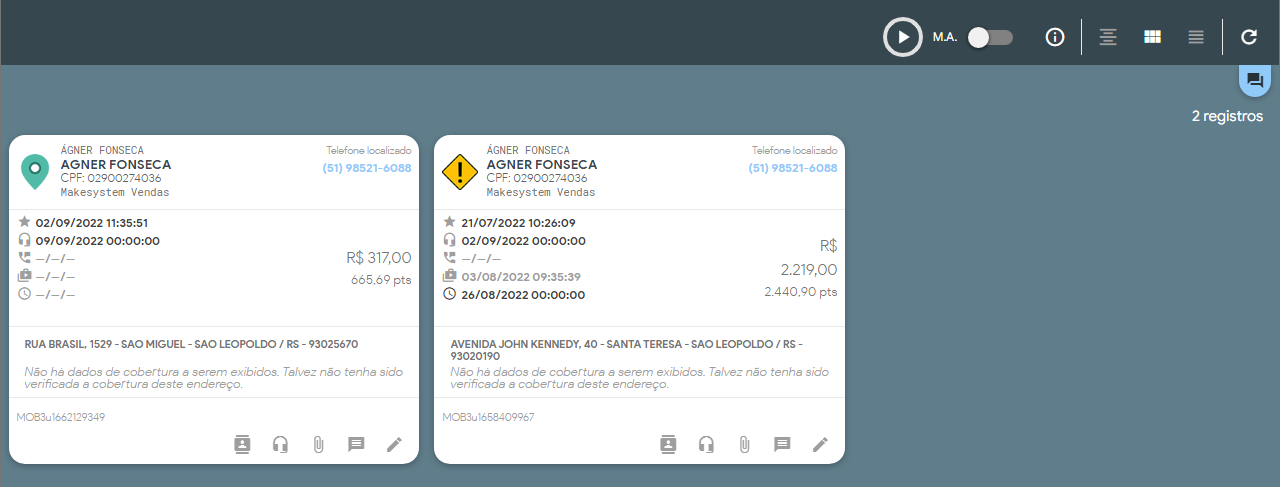 M.A.
2 registros
ÁGNER FONSECA
AGNER FONSECA
CPF: 02900274036
Makesystem Vendas
Telefone localizado
(51) 98521-6088
02/09/2022 11:35:51
09/09/2022 00:00:00
—/—/—
—/—/—
—/—/—
R$ 317,00
665,69 pts
RUA BRASIL, 1529 - SAO MIGUEL - SAO LEOPOLDO / RS - 93025670
Não há dados de cobertura a serem exibidos. Talvez não tenha sido
verificada a cobertura deste endereço.
MOB3u1662129349
ÁGNER FONSECA
AGNER FONSECA
CPF: 02900274036
Makesystem Vendas
Telefone localizado
(51) 98521-6088
21/07/2022 10:26:09
02/09/2022 00:00:00
—/—/—
03/08/2022 09:35:39
26/08/2022 00:00:00
R$
2.219,00
2.440,90 pts
AVENIDA JOHN KENNEDY, 40 - SANTA TERESA - SAO LEOPOLDO / RS -
93020190
Não há dados de cobertura a serem exibidos. Talvez não tenha sido
verificada a cobertura deste endereço.
MOB3u1658409967